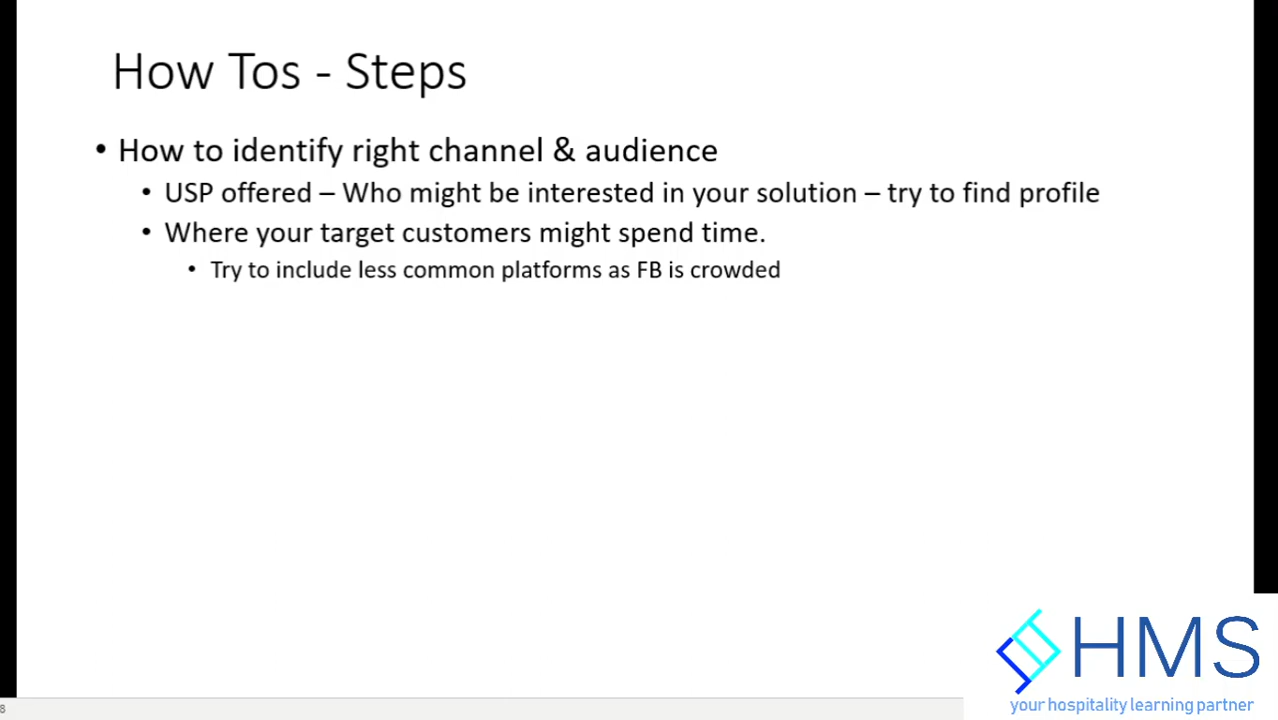 How Tos - Steps
• How to identify right channel & audience
• USP offered – Who might be interested in your solution – try to find profile
• Where your target customers might spend time.
• Try to include less common platforms as FB is crowded
HMS
your hospitality learning partner
8